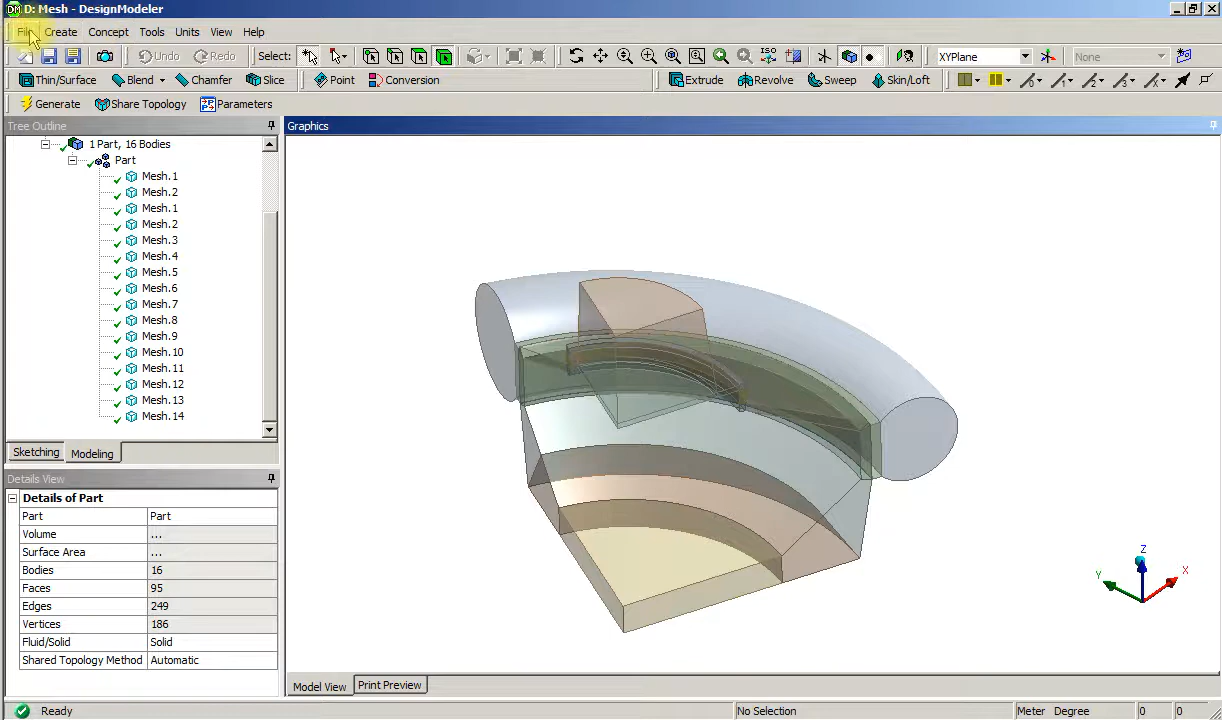 DM D: Mesh - DesignModeler
File Create Concept Tools Units View Help
Undo Redo Select: ISO XYPlane None
Thin/Surface Blend Chamfer Slice Point Conversion Extrude Revolve Sweep Skin/Loft
Generate Share Topology Parameters
Tree Outline
1 Part, 16 Bodies
Part
Mesh.1
Mesh.2
Mesh.1
Mesh.2
Mesh.3
Mesh.4
Mesh.5
Mesh.6
Mesh.7
Mesh.8
Mesh.9
Mesh.10
Mesh.11
Mesh.12
Mesh.13
Mesh.14
Sketching Modeling
Details View
Details of Part
Part Part
Volume ...
Surface Area ...
Bodies 16
Faces 95
Edges 249
Vertices 186
Fluid/Solid Solid
Shared Topology Method Automatic
Graphics
Z
Y
X
Model View Print Preview
Ready No Selection Meter Degree 0 0